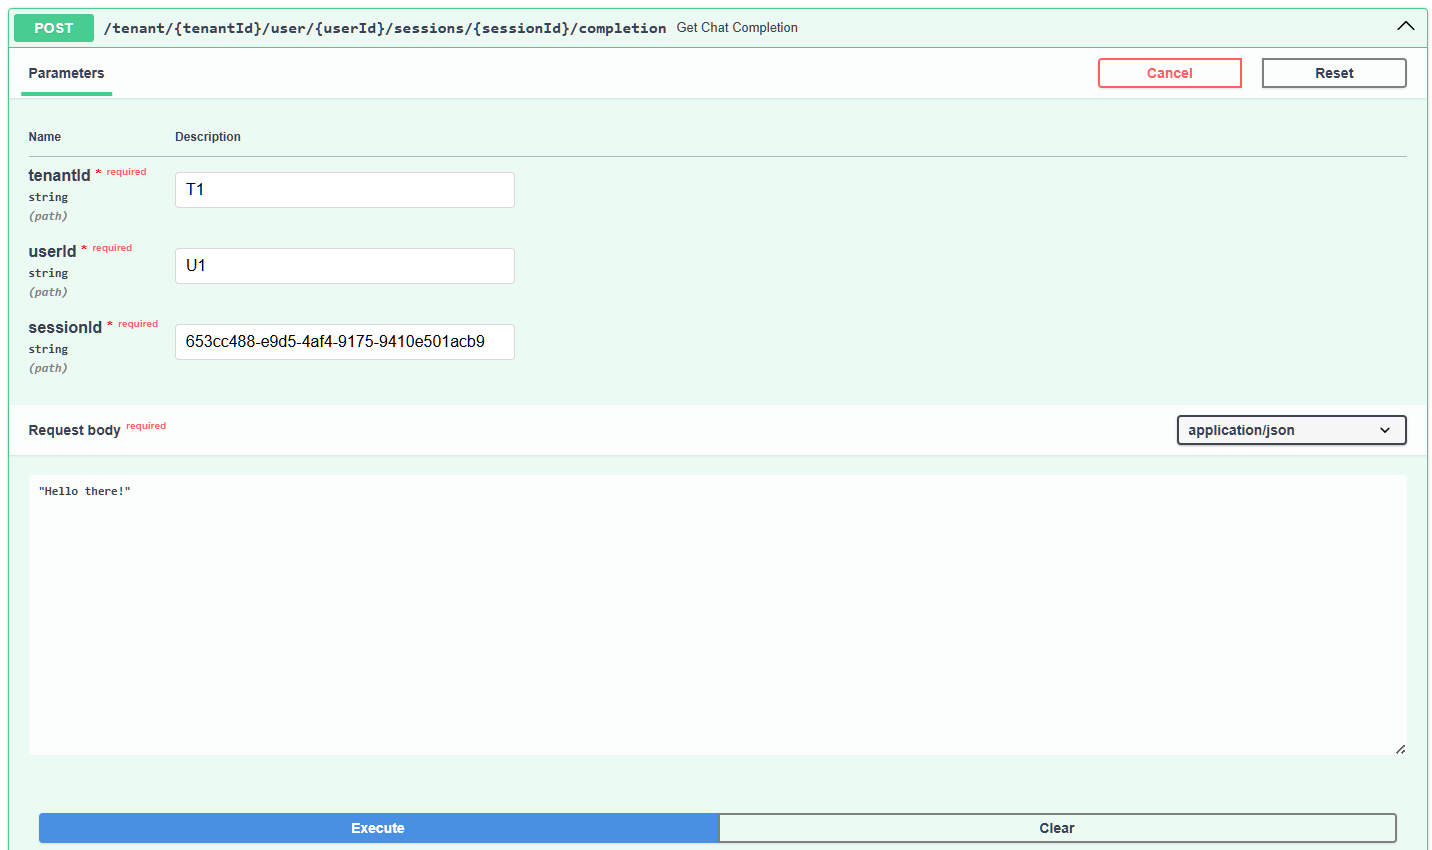 POST /tenant/{tenantId}/user/{userId}/sessions/{sessionId}/completion Get Chat Completion
Parameters Cancel Reset
Name Description
tenantId * required
string
(path)
T1
userId * required
string
(path)
U1
sessionId * required
string
(path)
653cc488-e9d5-4af4-9175-9410e501acb9
Request body required application/json
"Hello there!"
Execute Clear